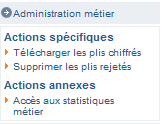 Administration métier
Actions spécifiques
Télécharger les plis chiffrés
Supprimer les plis rejetés
Actions annexes
Accès aux statistiques
métier